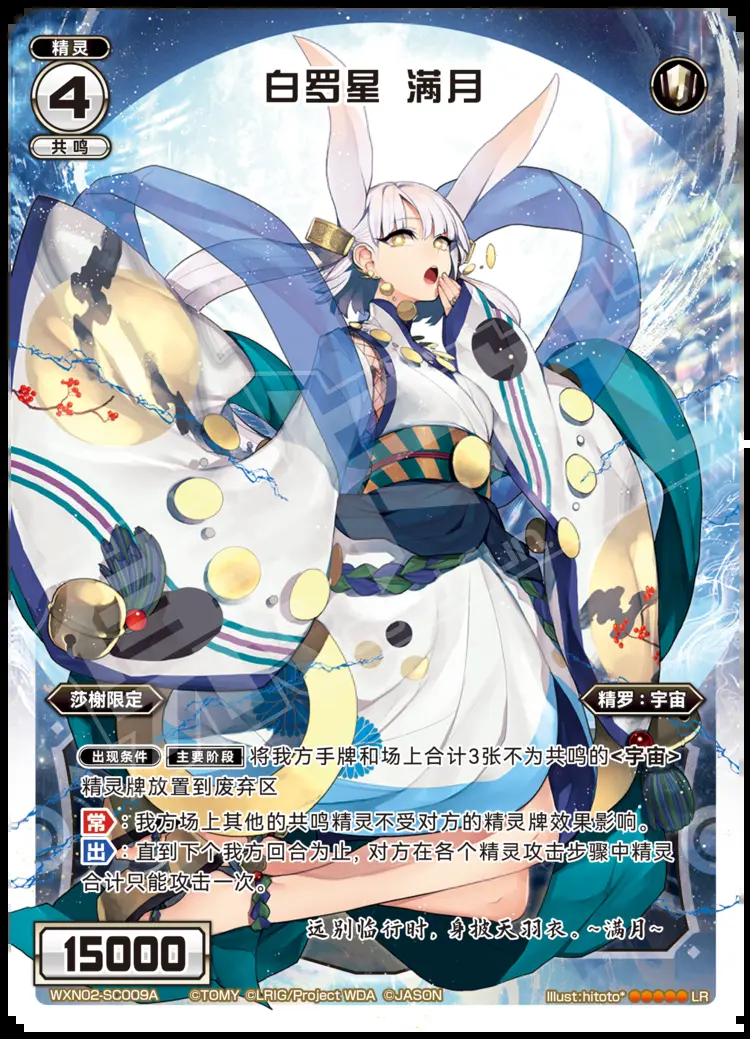 精灵
4
共鸣
白罗星 满月
莎榭限定
精罗：宇宙
出现条件 主要阶段 将我方手牌和场上合计3张不为共鸣的<宇宙>
精灵牌放置到废弃区
常：我方场上其他的共鸣精灵不受对方的精灵牌效果影响。
出：直到下个我方回合为止，对方在各个精灵攻击步骤中精灵
合计只能攻击一次。
远别临行时，身披天羽衣。~满月~
15000
WXN02-SC009A ©TOMY ©LRIG/Project WDA ©JASON Illust:hitoto* LR